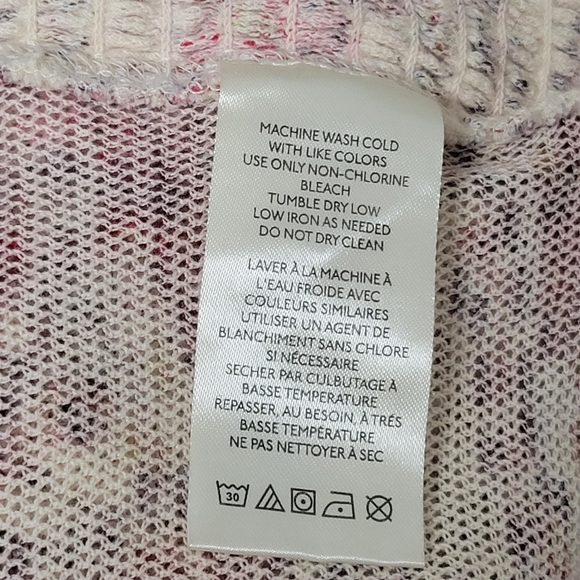 MACHINE WASH COLD
WITH LIKE COLORS
USE ONLY NON-CHLORINE
BLEACH
TUMBLE DRY LOW
LOW IRON AS NEEDED
DO NOT DRY CLEAN
LAVER À LA MACHINE À
L'EAU FROIDE AVEC
COULEURS SIMILAIRES
UTILISER UN AGENT DE
BLANCHIMENT SANS CHLORE
SI NÉCESSAIRE
SECHER PAR CULBUTAGE À
BASSE TEMPERATURE
REPASSER, AU BESOIN, À TRÉS
BASSE TEMPÉRATURE
NE PAS NETTOYER À SEC
30